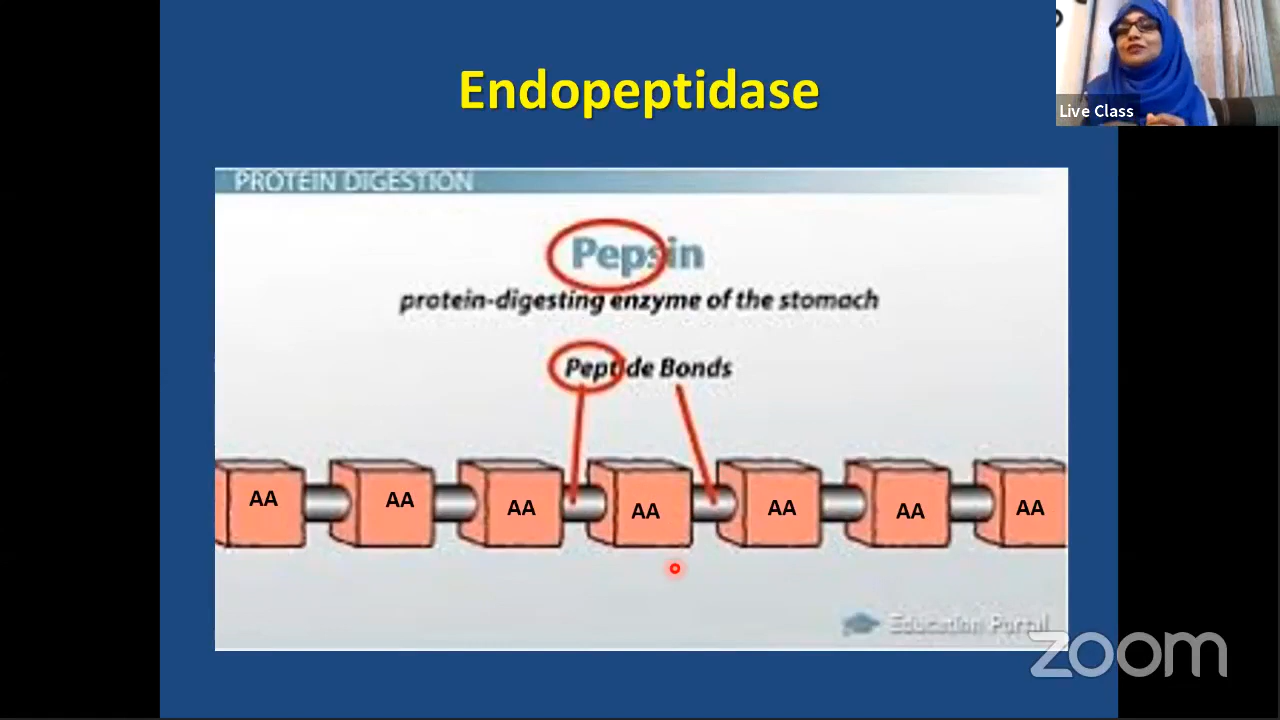 Endopeptidase
Live Class
PROTEIN DIGESTION
Pepsin
protein-digesting enzyme of the stomach
Peptide Bonds
AA AA AA AA AA AA AA
Education Portal
zoom